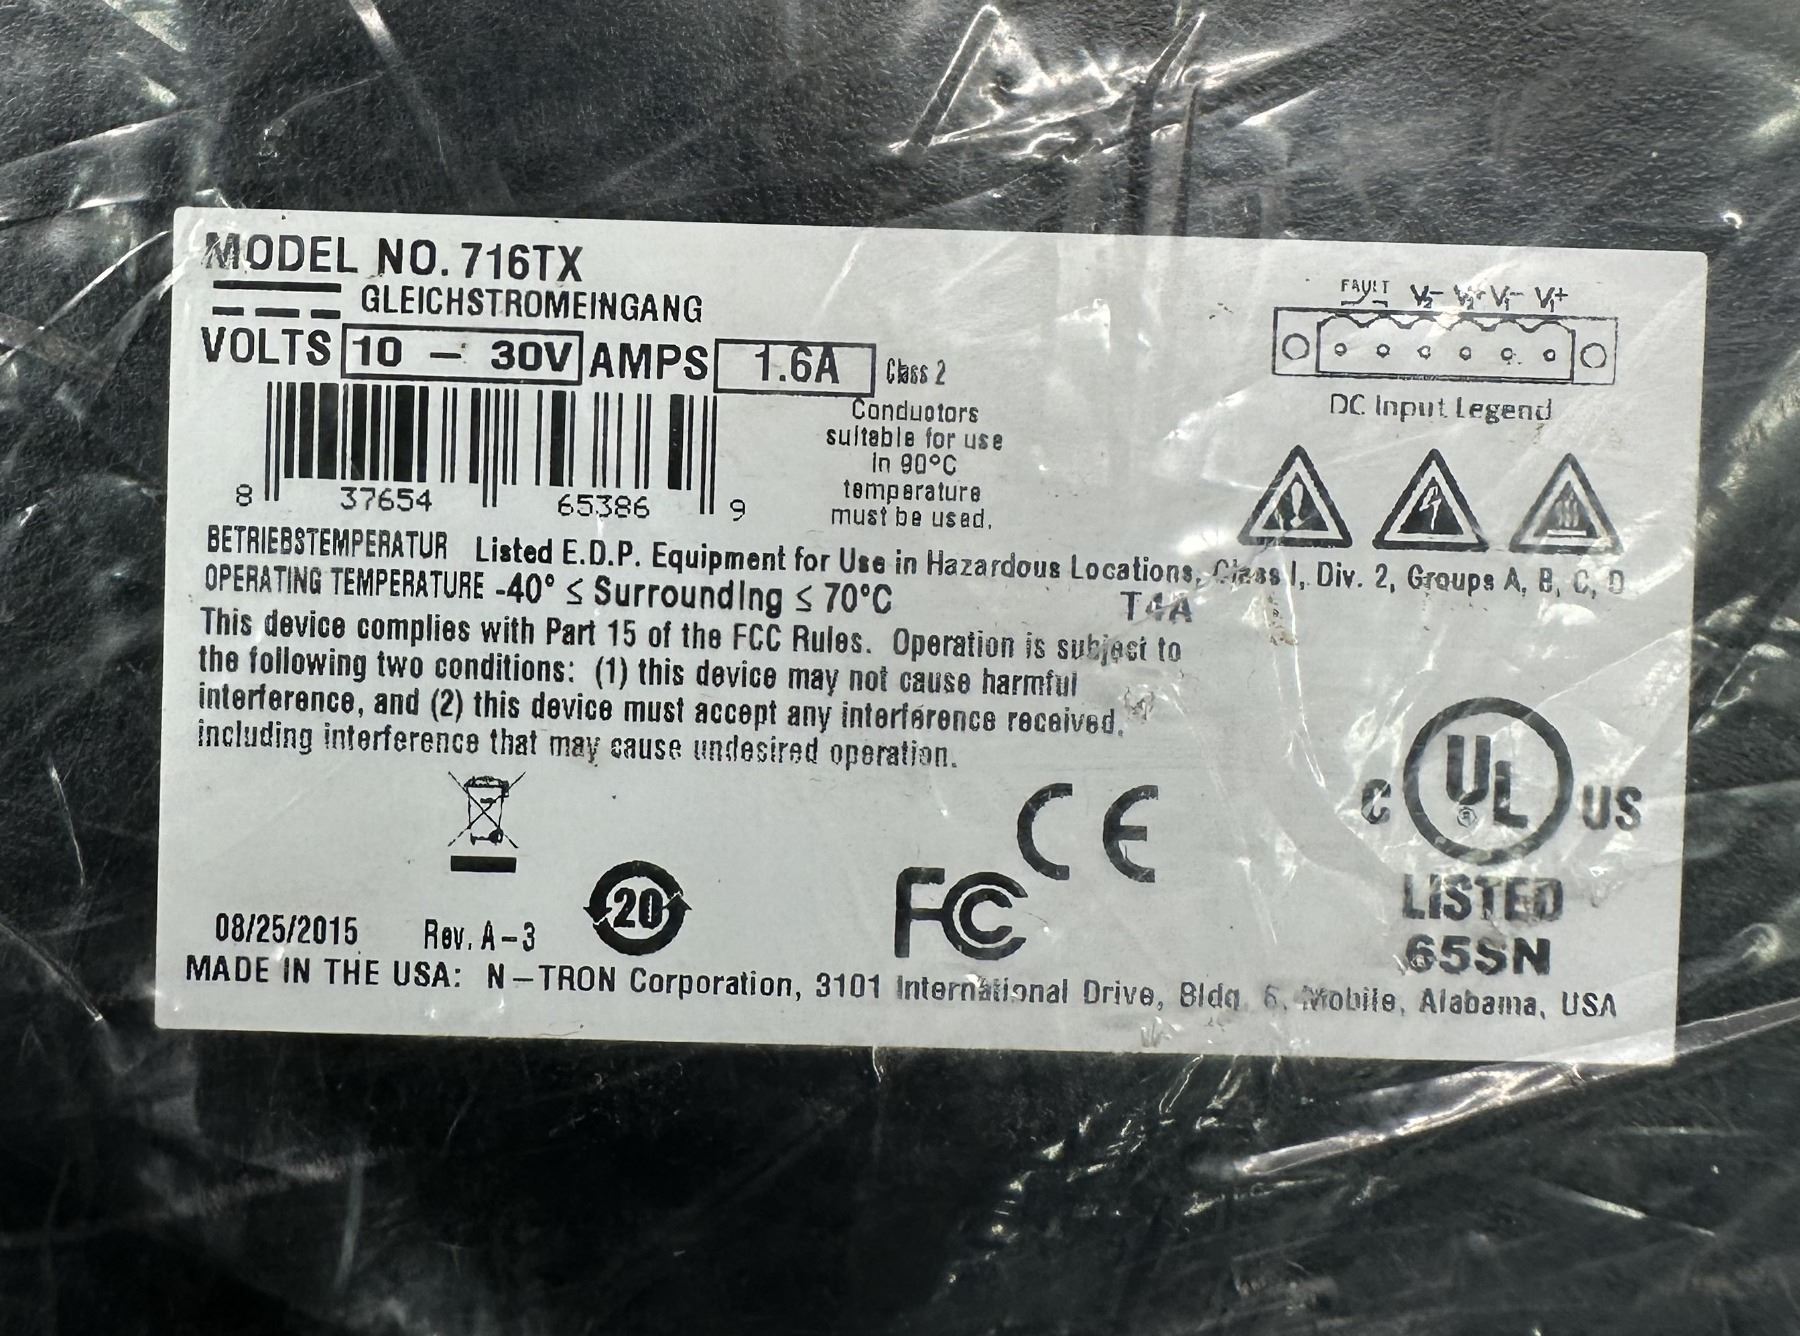 MODEL NO. 716TX
GLEICHSTROMEINGANG
VOLTS 10 – 30V AMPS 1.6A Class 2
Conductors
suitable for use
in 90°C
temperature
must be used.
8 37654 65386 9
FAULT V2- V2+ V1- V1+
DC Input Legend
BETRIEBSTEMPERATUR Listed E.D.P. Equipment for Use in Hazardous Locations, Class I, Div. 2, Groups A, B, C, D
OPERATING TEMPERATURE -40° ≤ Surrounding ≤ 70°C T4A
This device complies with Part 15 of the FCC Rules. Operation is subject to
the following two conditions: (1) this device may not cause harmful
interference, and (2) this device must accept any interference received,
including interference that may cause undesired operation.
CE
C UL US
LISTED
65SN
20
FC
08/25/2015 Rev. A-3
MADE IN THE USA: N-TRON Corporation, 3101 International Drive, Bldg. 6, Mobile, Alabama, USA